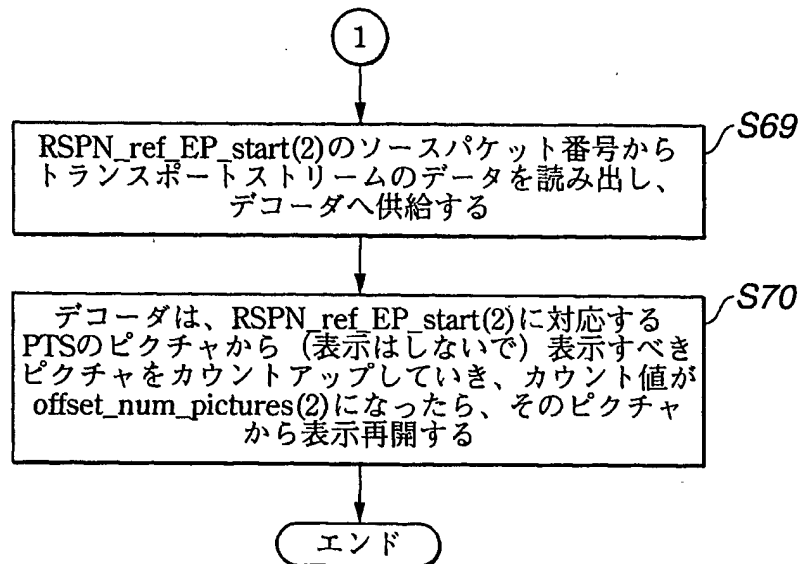 1
S69
RSPN_ref_EP_start(2)のソースパケット番号から
トランスポートストリームのデータを読み出し、
デコーダへ供給する
S70
デコーダは、RSPN_ref_EP_start(2)に対応する
PTSのピクチャから（表示はしないで）表示すべき
ピクチャをカウントアップしていき、カウント値が
offset_num_pictures(2)になったら、そのピクチャ
から表示再開する
エンド